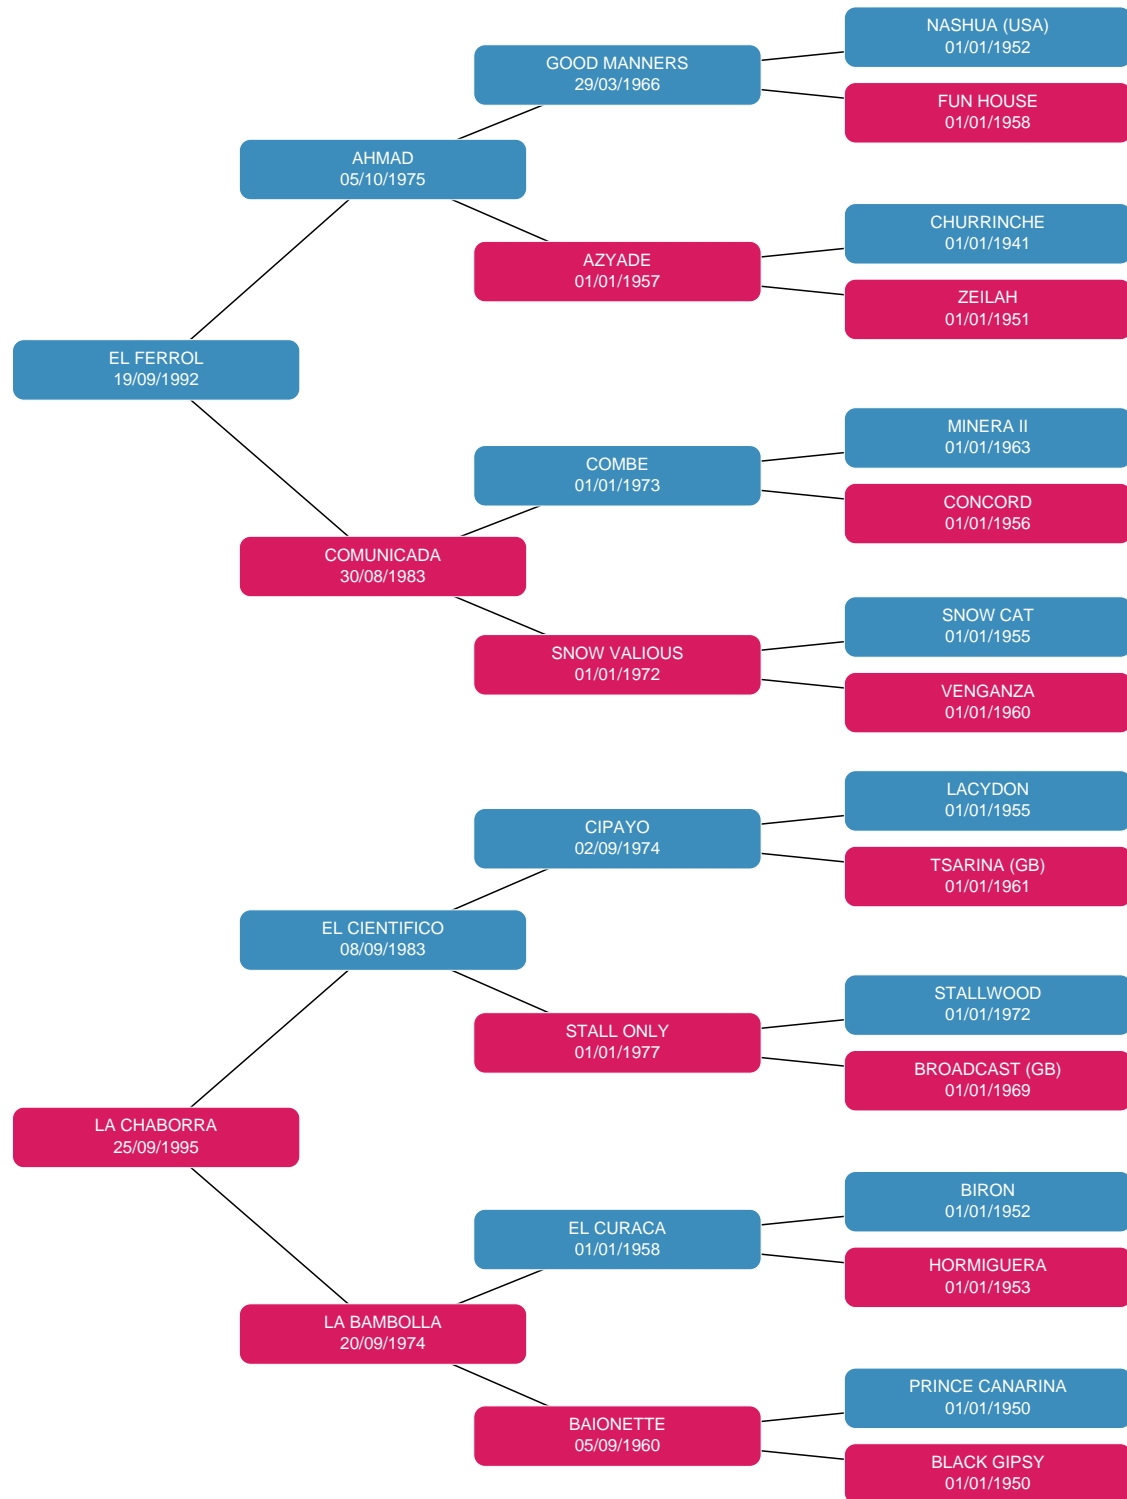 NASHUA (USA)
01/01/1952
GOOD MANNERS
29/03/1966
FUN HOUSE
01/01/1958
AHMAD
05/10/1975
CHURRINCHE
01/01/1941
AZYADE
01/01/1957
ZEILAH
01/01/1951
EL FERROL
19/09/1992
MINERA II
01/01/1963
COMBE
01/01/1973
CONCORD
01/01/1956
COMUNICADA
30/08/1983
SNOW CAT
01/01/1955
SNOW VALIOUS
01/01/1972
VENGANZA
01/01/1960
LACYDON
01/01/1955
CIPAYO
02/09/1974
TSARINA (GB)
01/01/1961
EL CIENTIFICO
08/09/1983
STALLWOOD
01/01/1972
STALL ONLY
01/01/1977
BROADCAST (GB)
01/01/1969
LA CHABORRA
25/09/1995
BIRON
01/01/1952
EL CURACA
01/01/1958
HORMIGUERA
01/01/1953
LA BAMBOLLA
20/09/1974
PRINCE CANARINA
01/01/1950
BAIONETTE
05/09/1960
BLACK GIPSY
01/01/1950